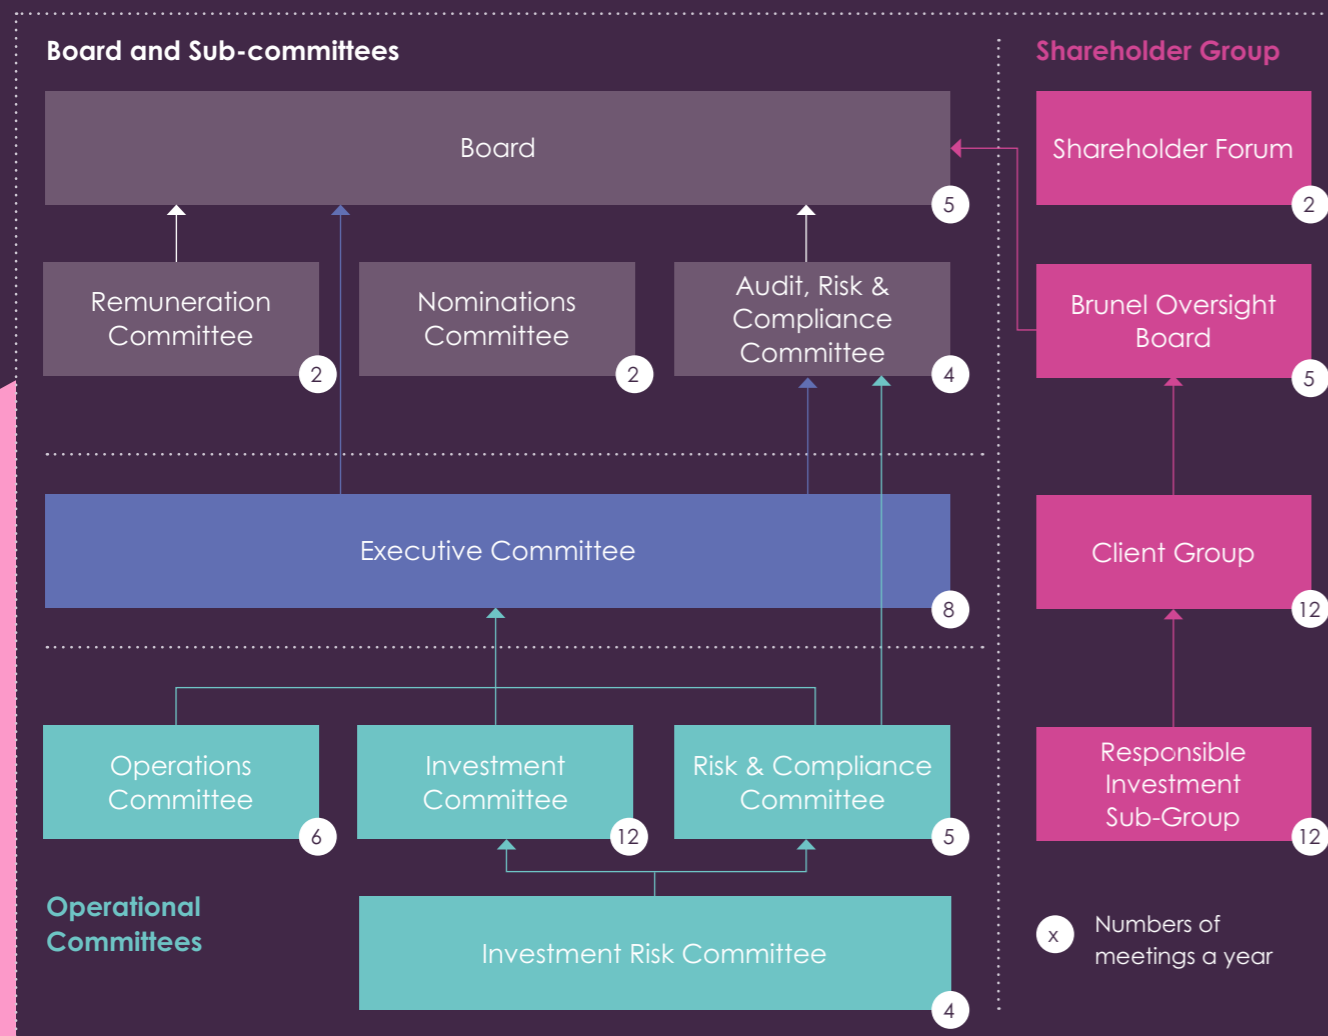 Board and Sub-committees
Shareholder Group
Board
5
Shareholder Forum
2
Remuneration
Committee
2
Nominations
Committee
2
Audit, Risk &
Compliance
Committee
4
Brunel Oversight
Board
5
Executive Committee
8
Client Group
12
Operations
Committee
6
Investment
Committee
12
Risk & Compliance
Committee
5
Responsible
Investment
Sub-Group
12
Operational
Committees
Investment Risk Committee
4
x
Numbers of
meetings a year